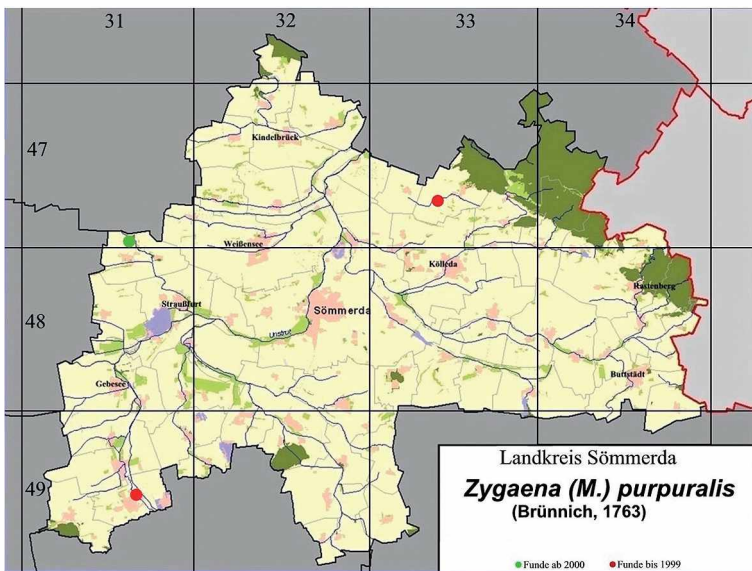 31 32 33 34
47
Kindelbrück
Weißensee
Kölleda
Rastenberg
Straußfurt
Sömmerda
48
Unstrut
Buttstädt
Gebesee
49
Landkreis Sömmerda
Zygaena (M.) purpuralis
(Brünnich, 1763)
Funde ab 2000 Funde bis 1999